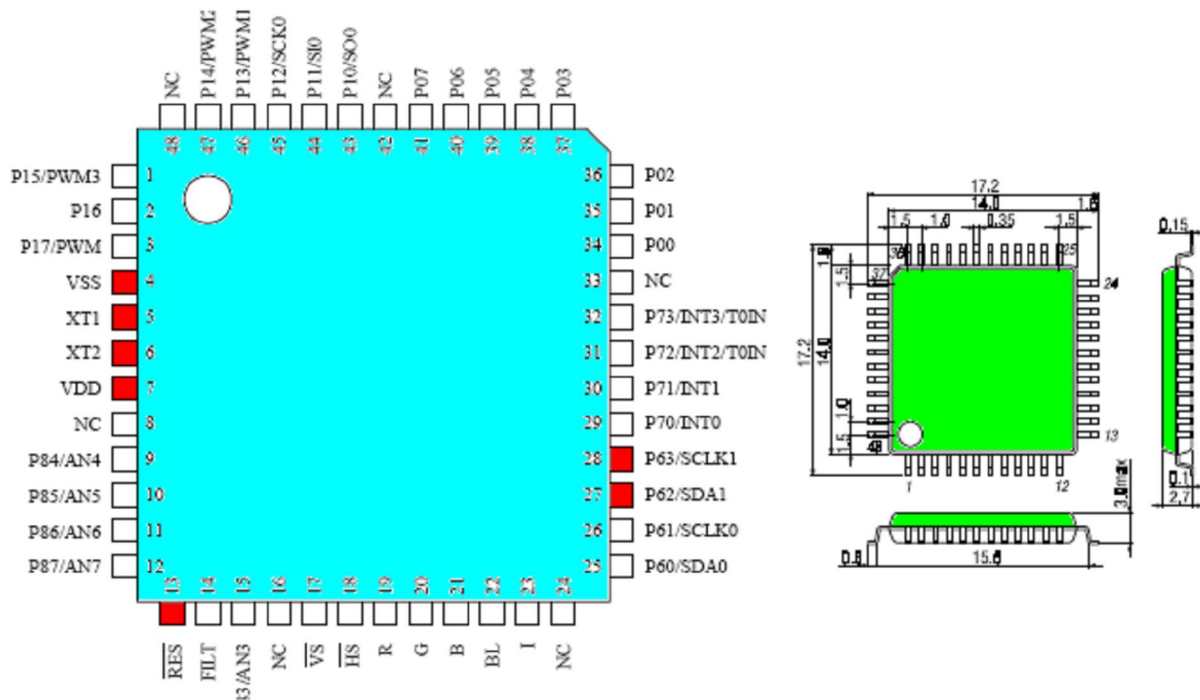 NC
P14/PWM2
P13/PWM1
P12/SCK0
P11/SI0
P10/SO0
NC
P07
P06
P05
P04
P03
48
47
46
45
44
43
42
41
40
39
38
37
P15/PWM3 1
P16 2
P17/PWM 3
VSS 4
XT1 5
XT2 6
VDD 7
NC 8
P84/AN4 9
P85/AN5 10
P86/AN6 11
P87/AN7 12
36 P02
35 P01
34 P00
33 NC
32 P73/INT3/T0IN
31 P72/INT2/T0IN
30 P71/INT1
29 P70/INT0
28 P63/SCLK1
27 P62/SDA1
26 P61/SCLK0
25 P60/SDA0
13
14
15
16
17
18
19
20
21
22
23
24
RES
FILT
33/AN3
NC
VS
HS
R
G
B
BL
I
NC
17.2
14.0
1.5 1.0 0.35 1.5
36 25
37 24
1.5
17.2
14.0
1.0
1.5
48 13
1 12
0.15
0.1
2.7
3.0max
0.8 15.6